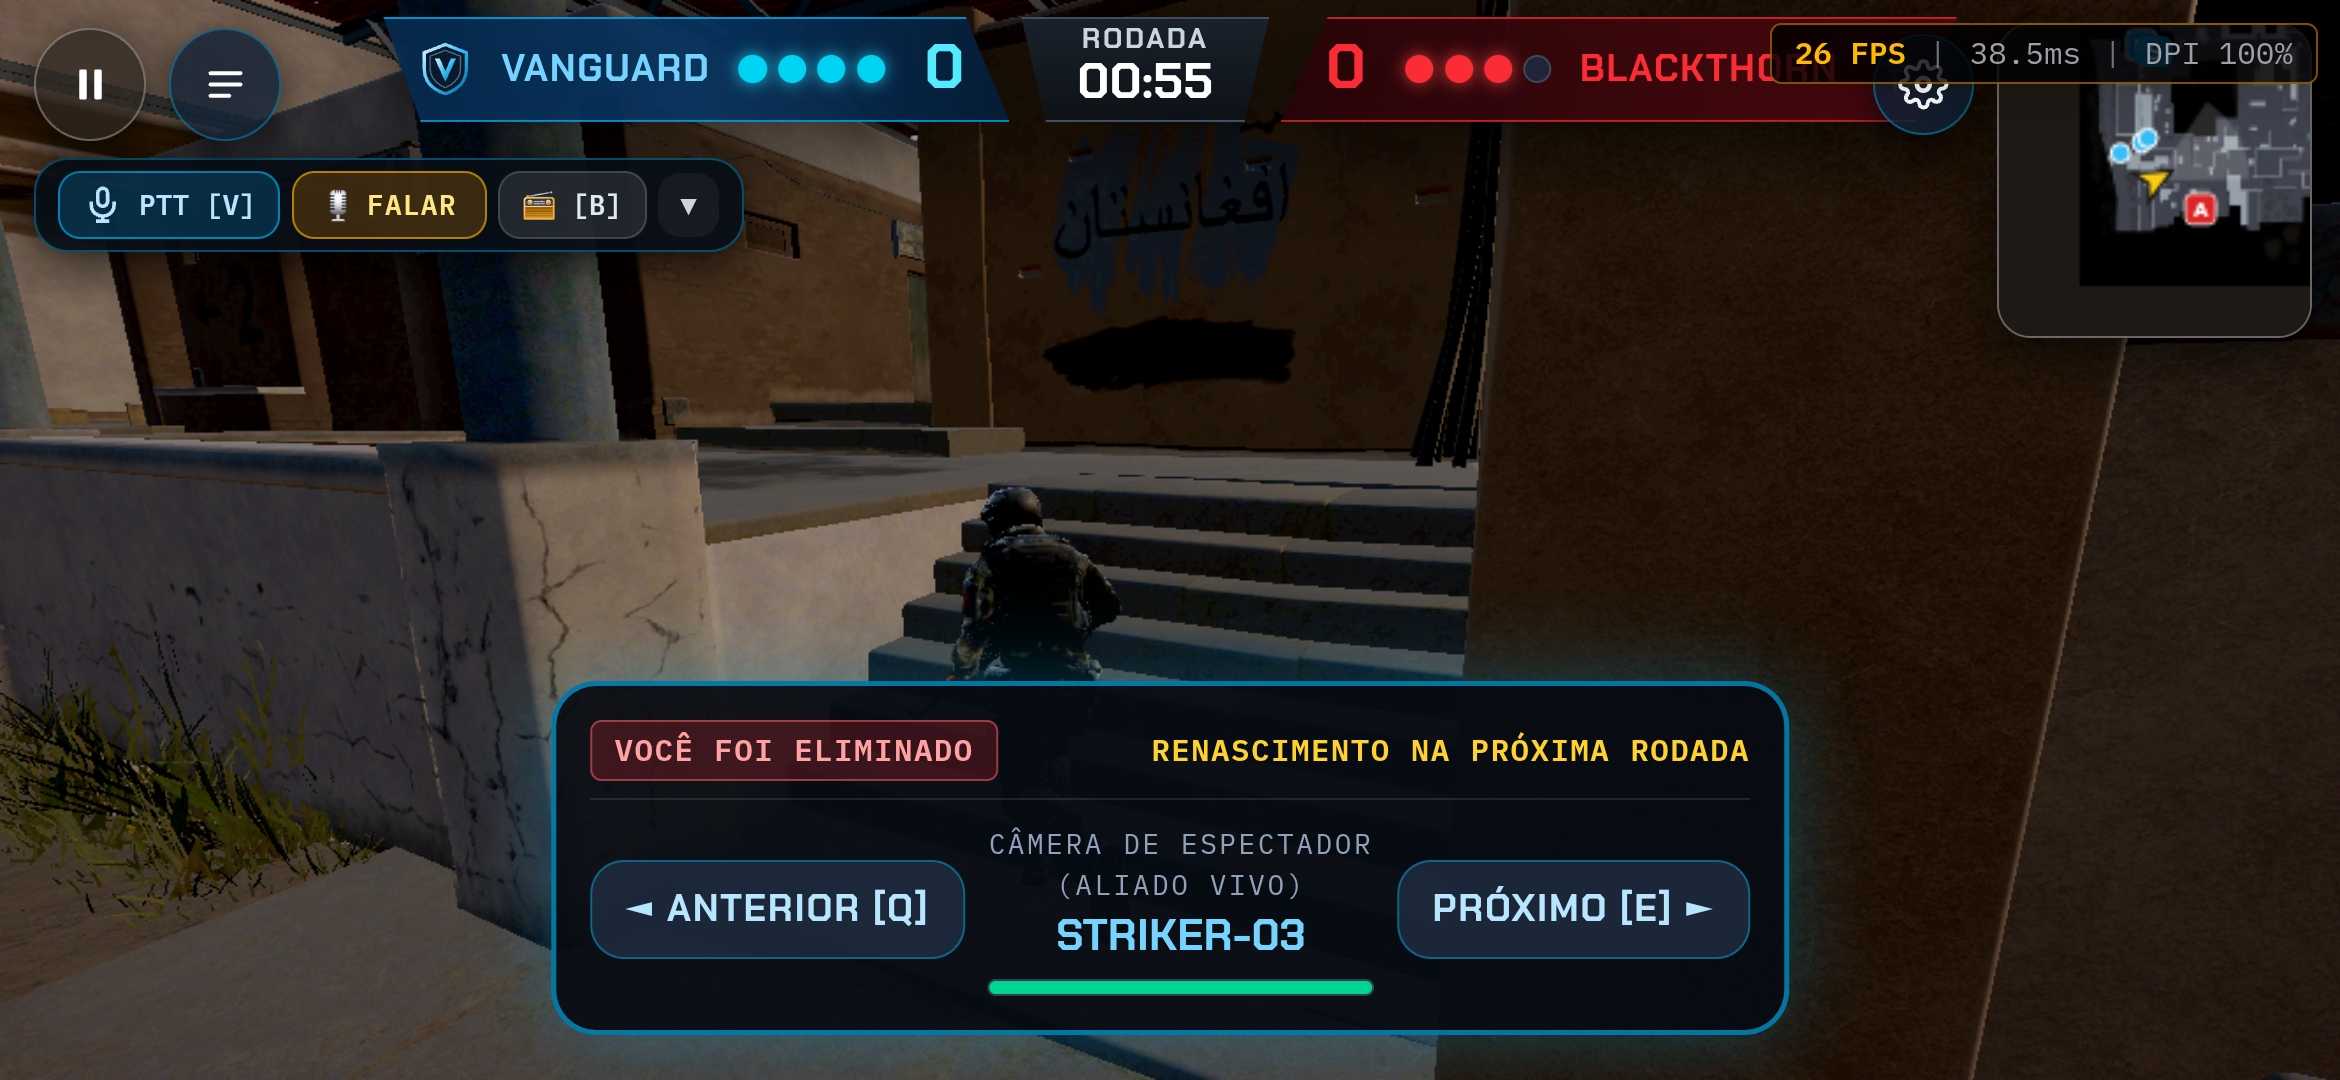 VANGUARD 0
RODADA
00:55
0 BLACKTHORN
26 FPS | 38.5ms | DPI 100%
PTT [V]
FALAR
[B]
افغانستان
A
VOCÊ FOI ELIMINADO
RENASCIMENTO NA PRÓXIMA RODADA
CÂMERA DE ESPECTADOR
(ALIADO VIVO)
◄ ANTERIOR [Q]
STRIKER-03
PRÓXIMO [E] ►